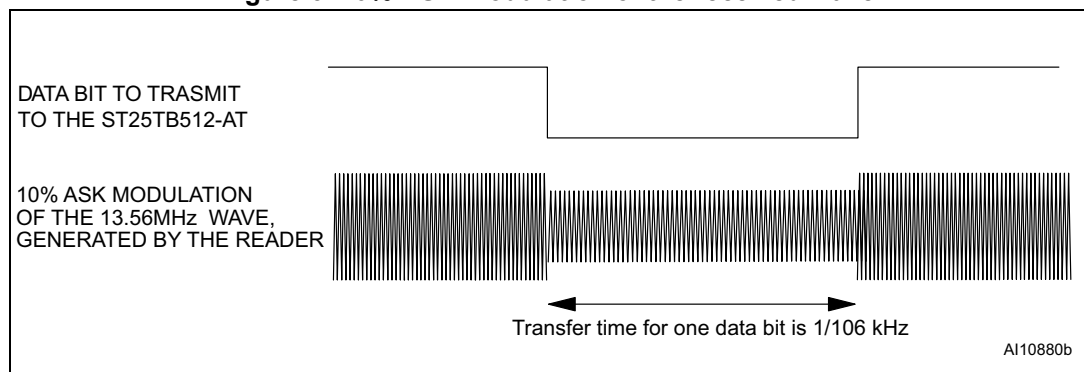 DATA BIT TO TRASMIT
TO THE ST25TB512-AT
10% ASK MODULATION
OF THE 13.56MHz WAVE,
GENERATED BY THE READER
Transfer time for one data bit is 1/106 kHz
AI10880b